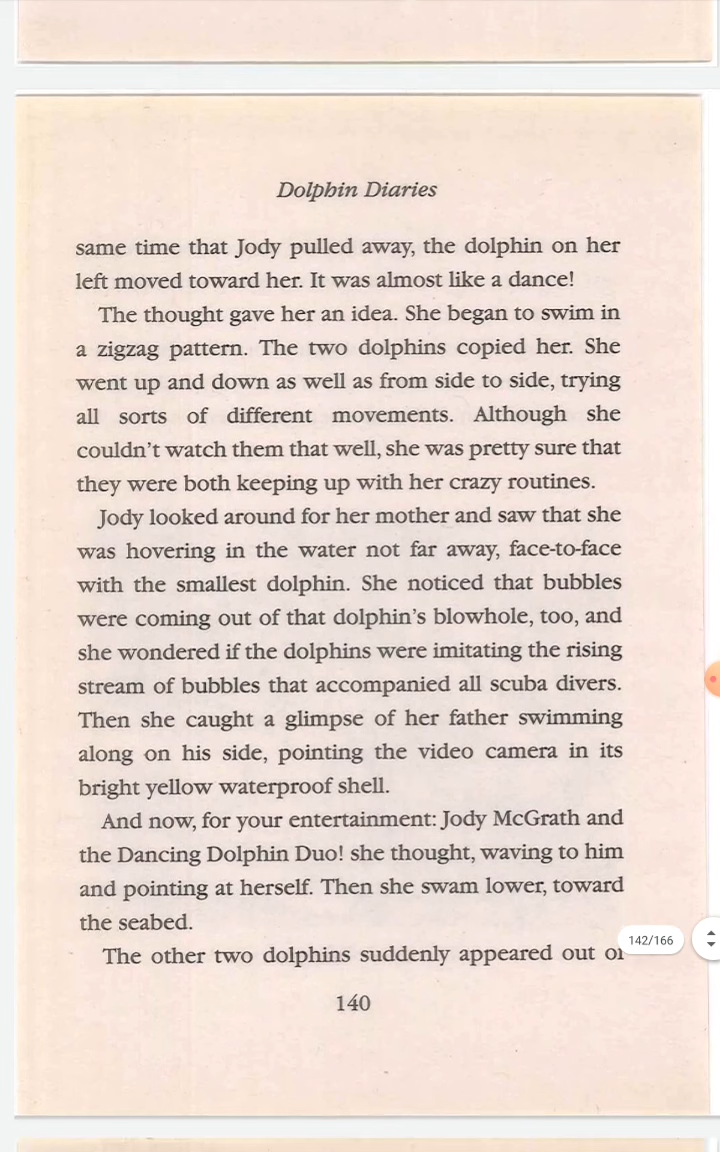 Dolphin Diaries
same time that Jody pulled away, the dolphin on her
left moved toward her. It was almost like a dance!
The thought gave her an idea. She began to swim in
a zigzag pattern. The two dolphins copied her. She
went up and down as well as from side to side, trying
all sorts of different movements. Although she
couldn't watch them that well, she was pretty sure that
they were both keeping up with her crazy routines.
Jody looked around for her mother and saw that she
was hovering in the water not far away, face-to-face
with the smallest dolphin. She noticed that bubbles
were coming out of that dolphin's blowhole, too, and
she wondered if the dolphins were imitating the rising
stream of bubbles that accompanied all scuba divers.
Then she caught a glimpse of her father swimming
along on his side, pointing the video camera in its
bright yellow waterproof shell.
And now, for your entertainment: Jody McGrath and
the Dancing Dolphin Duo! she thought, waving to him
and pointing at herself. Then she swam lower, toward
the seabed.
The other two dolphins suddenly appeared out of
142/166
140